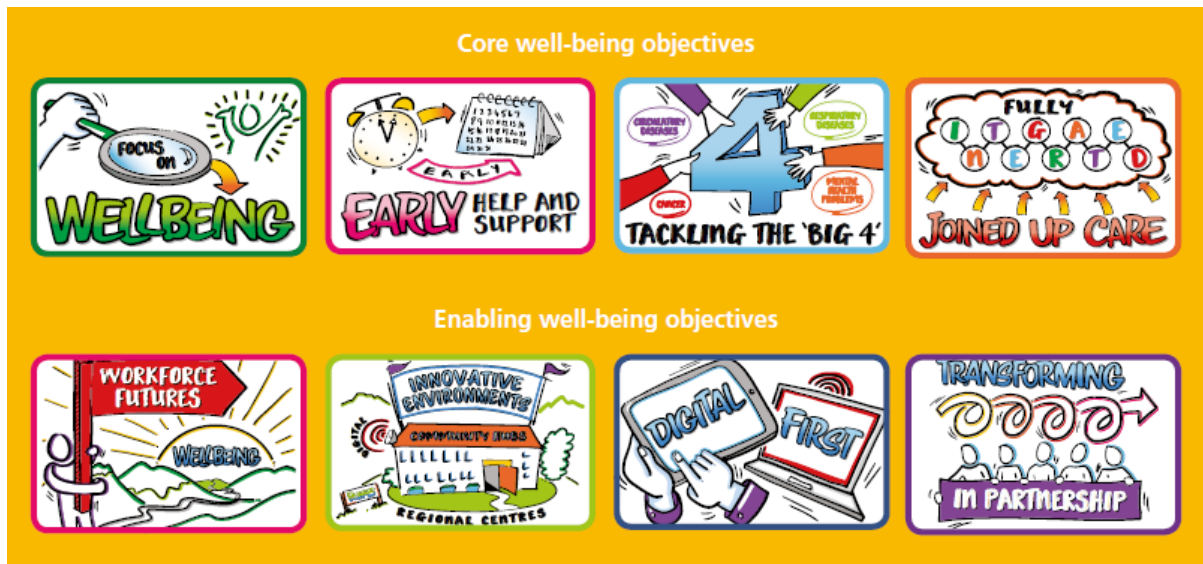 Core well-being objectives
FOCUS
ON
WELLBEING
EARLY
EARLY HELP AND
SUPPORT
CIRCULATORY
DISEASES
RESPIRATORY
DISEASES
4
MENTAL
HEALTH
PROBLEMS
CANCER
TACKLING THE 'BIG 4'
FULLY
I T G A E
N E R T D
JOINED UP CARE
Enabling well-being objectives
WORKFORCE
FUTURES
WELLBEING
INNOVATIVE
ENVIRONMENTS
DIGITAL
COMMUNITY HUBS
REGIONAL CENTRES
DIGITAL
FIRST
TRANSFORMING
IN PARTNERSHIP